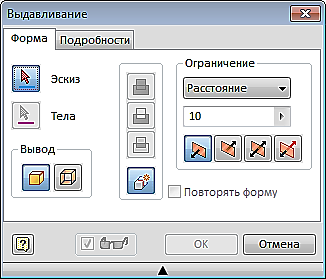 Выдавливание
Форма
Подробности
Эскиз
Тела
Вывод
Ограничение
Расстояние
10
Повторять форму
?
OK
Отмена